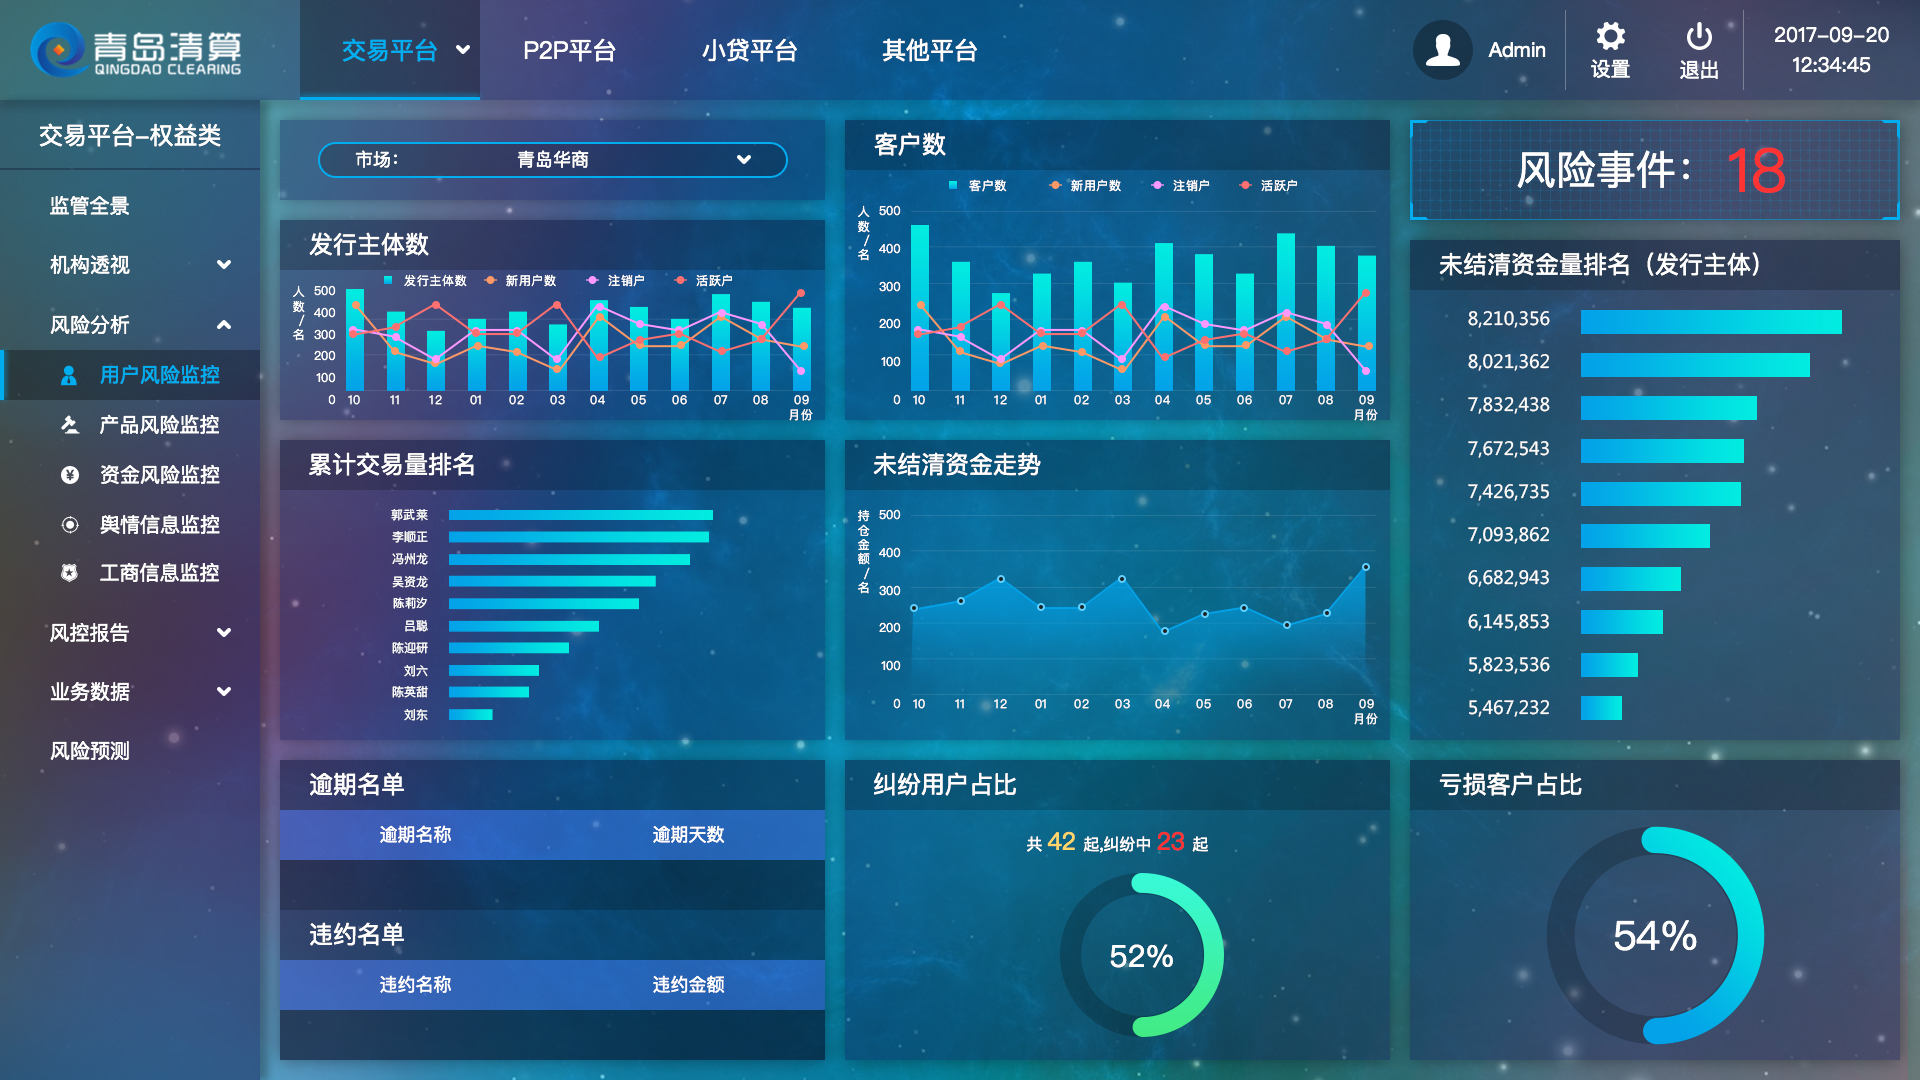 青岛清算
QINGDAO CLEARING
交易平台
P2P平台
小贷平台
其他平台
Admin
设置
退出
2017-09-20
12:34:45
交易平台-权益类
监管全景
机构透视
风险分析
用户风险监控
产品风险监控
资金风险监控
舆情信息监控
工商信息监控
风控报告
业务数据
风险预测
市场：
青岛华商
发行主体数
发行主体数 新用户数 注销户 活跃户
人数/名
500
400
300
200
100
0
10 11 12 01 02 03 04 05 06 07 08 09
月份
客户数
客户数 新用户数 注销户 活跃户
人数/名
500
400
300
200
100
0
10 11 12 01 02 03 04 05 06 07 08 09
月份
风险事件：18
未结清资金量排名（发行主体）
8,210,356
8,021,362
7,832,438
7,672,543
7,426,735
7,093,862
6,682,943
6,145,853
5,823,536
5,467,232
累计交易量排名
郭武莱
李顺正
冯州龙
吴资龙
陈莉汐
吕聪
陈迎研
刘六
陈英甜
刘东
未结清资金走势
持仓金额/名
500
400
300
200
100
0
10 11 12 01 02 03 04 05 06 07 08 09
月份
逾期名单
逾期名称 逾期天数
违约名单
违约名称 违约金额
纠纷用户占比
共 42 起,纠纷中 23 起
52%
亏损客户占比
54%